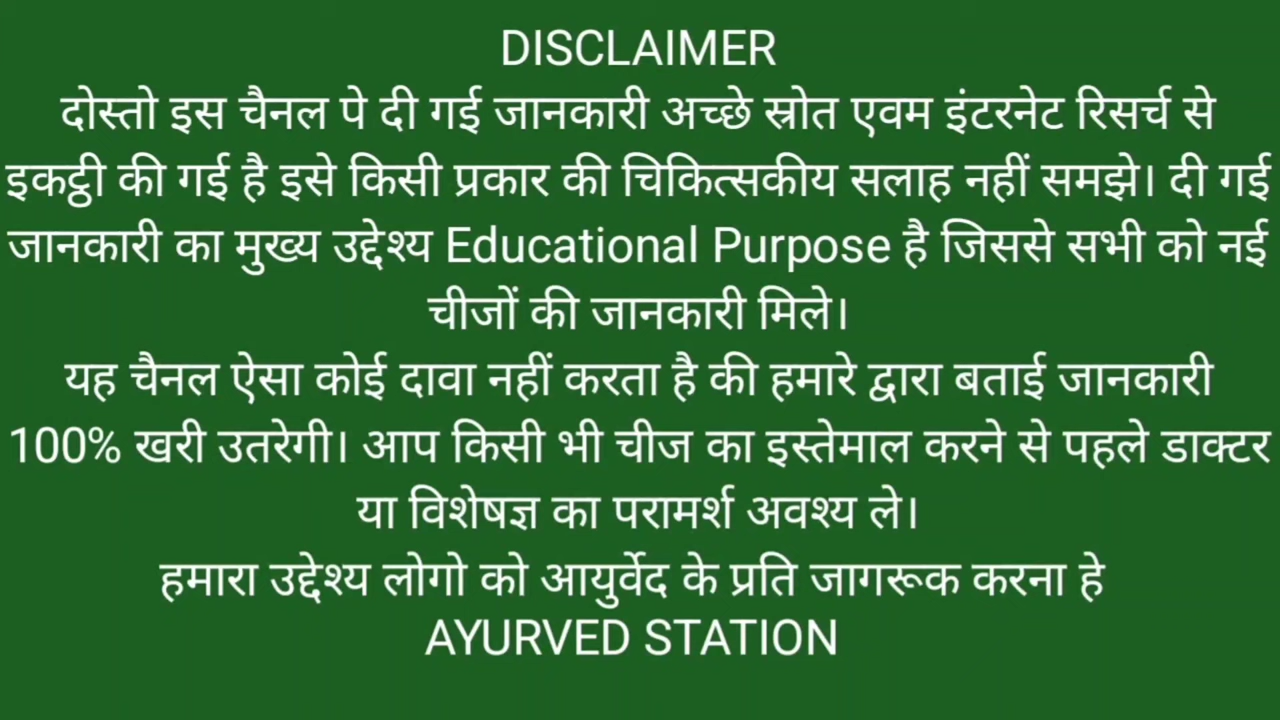 DISCLAIMER
दोस्तो इस चैनल पे दी गई जानकारी अच्छे स्रोत एवम इंटरनेट रिसर्च से
इकट्ठी की गई है इसे किसी प्रकार की चिकित्सकीय सलाह नहीं समझे। दी गई
जानकारी का मुख्य उद्देश्य Educational Purpose है जिससे सभी को नई
चीजों की जानकारी मिले।
यह चैनल ऐसा कोई दावा नहीं करता है की हमारे द्वारा बताई जानकारी
100% खरी उतरेगी। आप किसी भी चीज का इस्तेमाल करने से पहले डाक्टर
या विशेषज्ञ का परामर्श अवश्य ले।
हमारा उद्देश्य लोगो को आयुर्वेद के प्रति जागरूक करना हे
AYURVED STATION